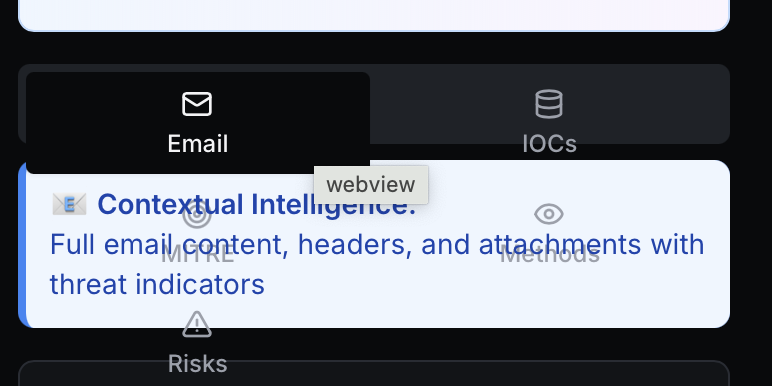 Email
IOCs
webview
Contextual Intelligence:
MITRE
Methods
Full email content, headers, and attachments with
threat indicators
Risks